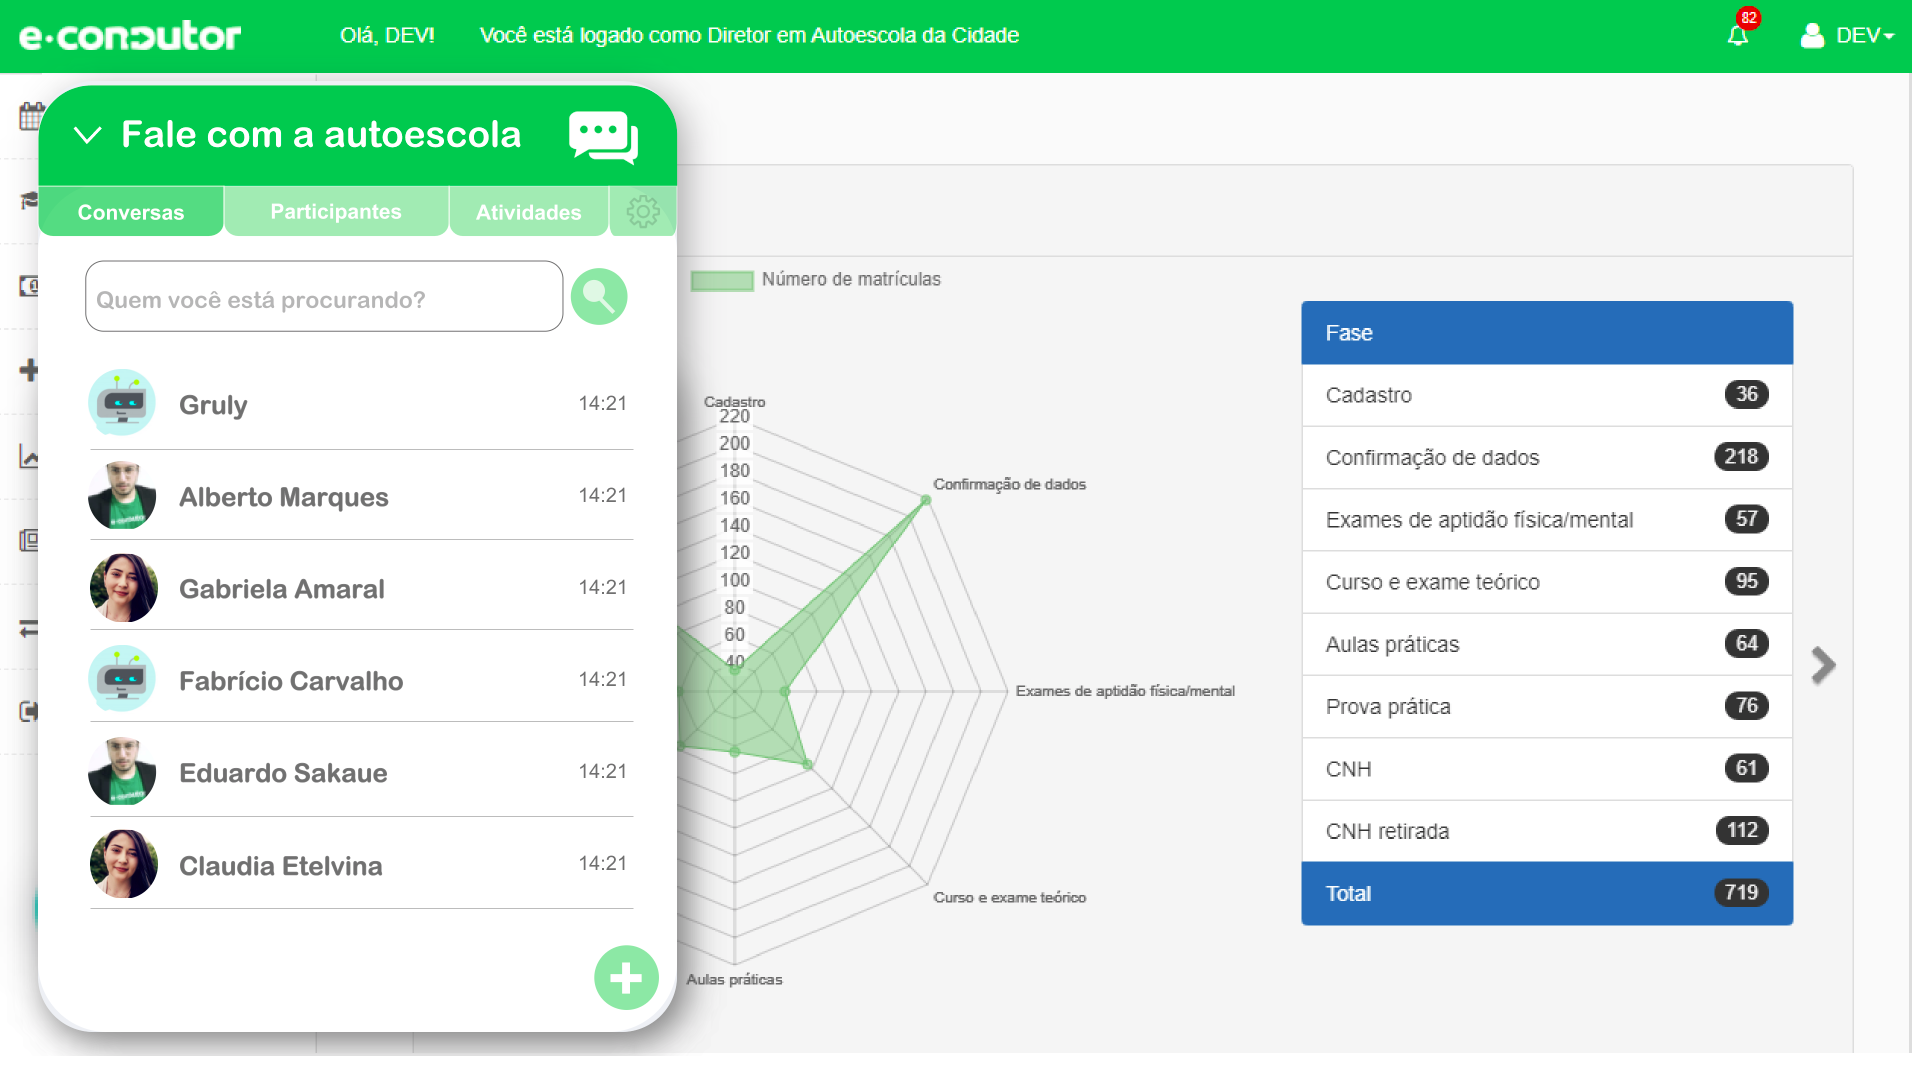 e·condutor
Olá, DEV!
Você está logado como Diretor em Autoescola da Cidade
82
DEV
Fale com a autoescola
Conversas
Participantes
Atividades
Quem você está procurando?
Gruly
14:21
Alberto Marques
14:21
Gabriela Amaral
14:21
Fabrício Carvalho
14:21
Eduardo Sakaue
14:21
Claudia Etelvina
14:21
Número de matrículas
Cadastro
220
200
180
160
140
120
100
80
60
40
Confirmação de dados
Exames de aptidão física/mental
Curso e exame teórico
Aulas práticas
Fase
Cadastro 36
Confirmação de dados 218
Exames de aptidão física/mental 57
Curso e exame teórico 95
Aulas práticas 64
Prova prática 76
CNH 61
CNH retirada 112
Total 719